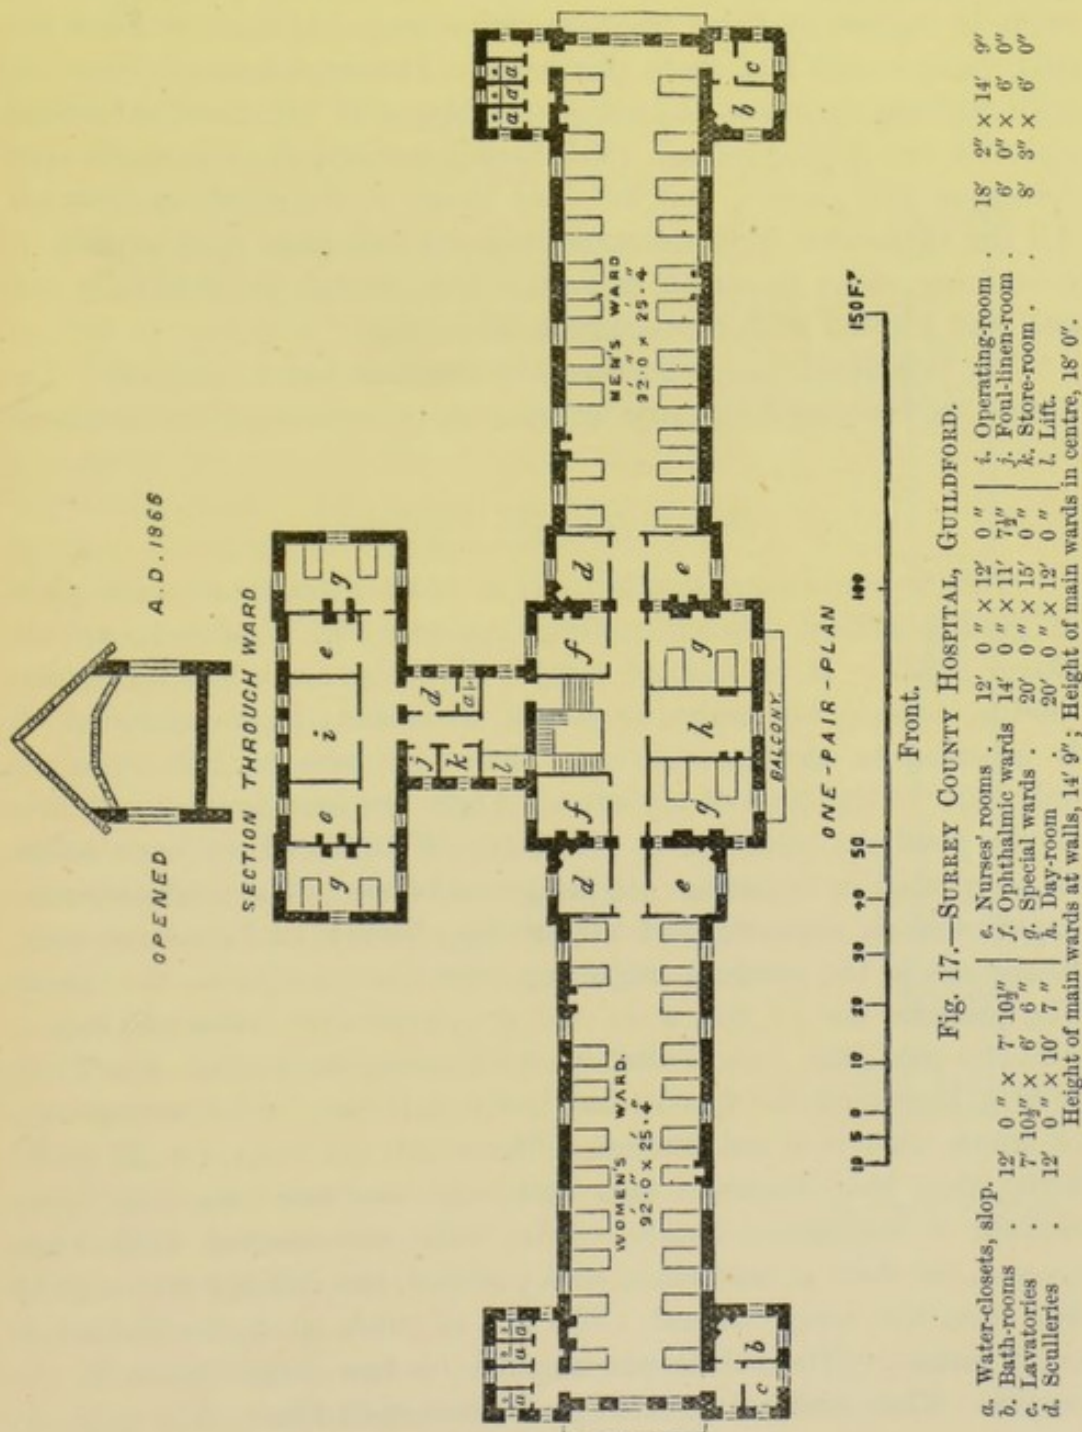 OPENED A.D. 1866
SECTION THROUGH WARD
g
e
i
e
g
j
d
k
a
l
f
f
d
d
e
e
g
h
g
BALCONY
WOMEN'S WARD.
92'·0" × 25'·4"
MEN'S WARD
92'·0" × 25'·4"
a a a
b
c
a a a
b
c
ONE-PAIR-PLAN
10 5 0 10 20 30 40 50 100 150 FT
Front.
Fig. 17.—SURREY COUNTY HOSPITAL, GUILDFORD.
a. Water-closets, slop. | e. Nurses' rooms . 12' 0" × 12' 0" | i. Operating-room . 18' 2" × 14' 9"
b. Bath-rooms . 12' 0" × 7' 10½" | f. Ophthalmic wards 14' 0" × 11' 7½" | j. Foul-linen-room . 6' 0" × 6' 0"
c. Lavatories . 7' 10½" × 6' 6" | g. Special wards . 20' 0" × 15' 0" | k. Store-room . . 8' 3" × 6' 0"
d. Sculleries . 12' 0" × 10' 7" | h. Day-room . 20' 0" × 12' 0" | l. Lift.
Height of main wards at walls, 14' 9"; Height of main wards in centre, 18' 0".